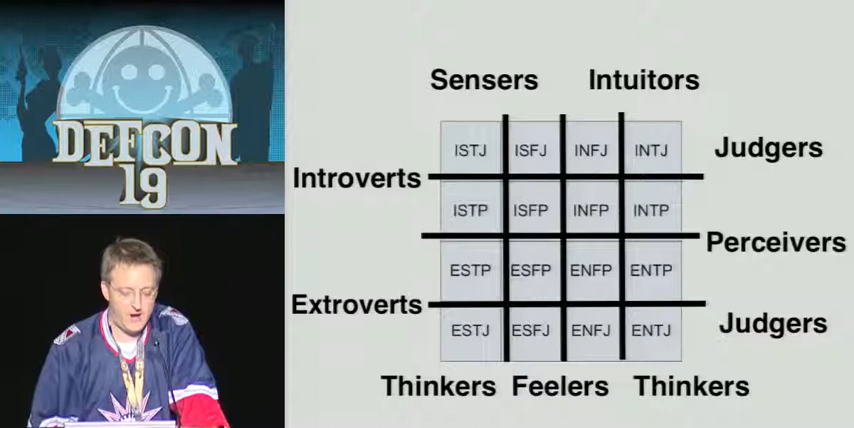 DEFCON
19
Sensers Intuitors
ISTJ ISFJ INFJ INTJ Judgers
Introverts
ISTP ISFP INFP INTP
Perceivers
ESTP ESFP ENFP ENTP
Extroverts
ESTJ ESFJ ENFJ ENTJ Judgers
Thinkers Feelers Thinkers